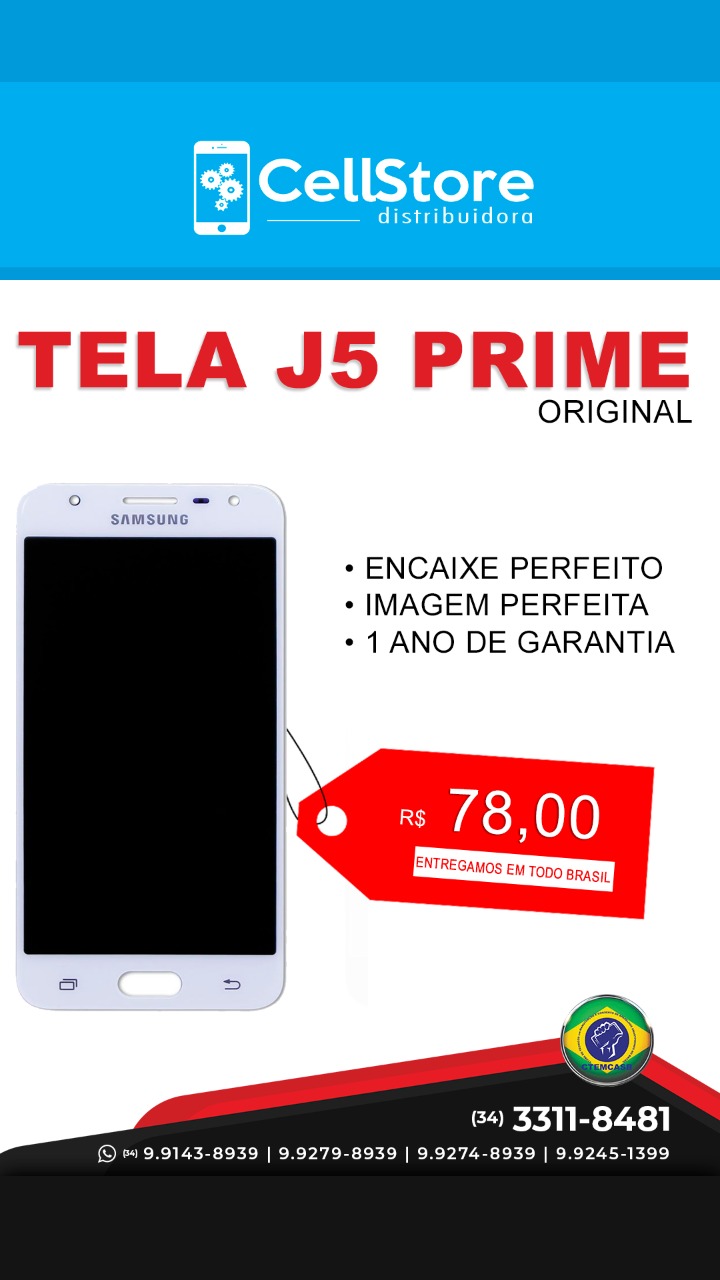 CellStore
distribuidora
TELA J5 PRIME
ORIGINAL
SAMSUNG
• ENCAIXE PERFEITO
• IMAGEM PERFEITA
• 1 ANO DE GARANTIA
R$ 78,00
ENTREGAMOS EM TODO BRASIL
CTEMCASP
(34) 3311-8481
(34) 9.9143-8939 | 9.9279-8939 | 9.9274-8939 | 9.9245-1399